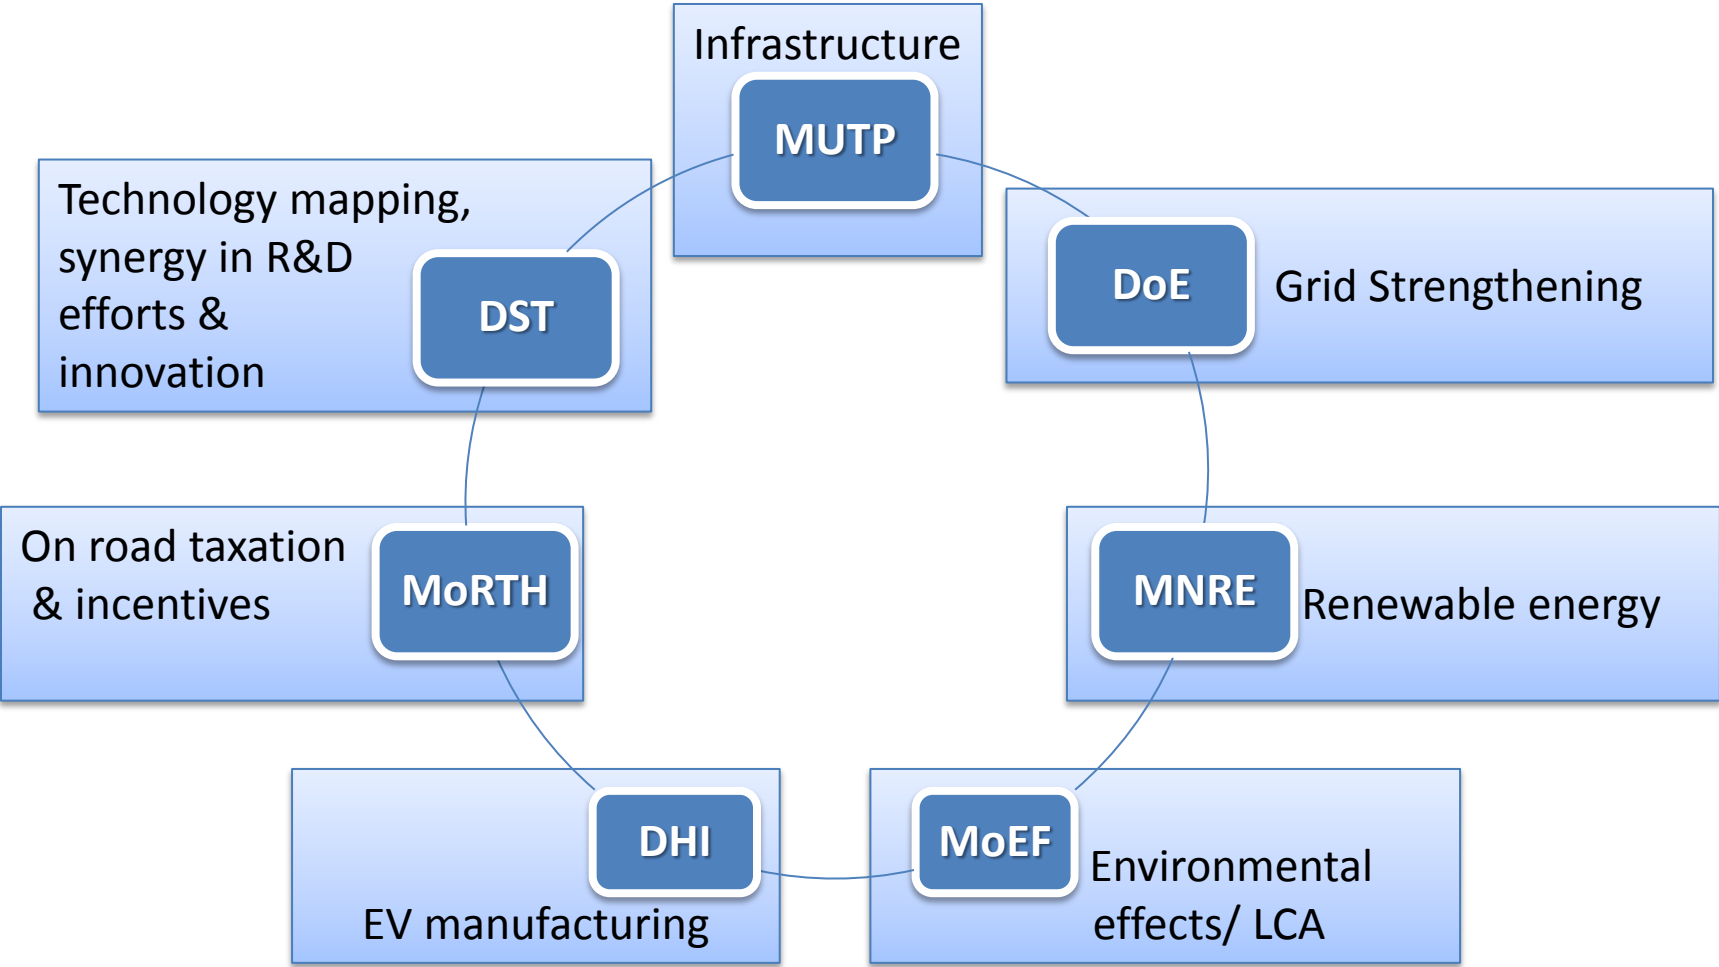 Infrastructure
MUTP
Technology mapping,
synergy in R&D
efforts &
innovation
DST
DoE
Grid Strengthening
On road taxation
& incentives
MoRTH
MNRE
Renewable energy
DHI
EV manufacturing
MoEF
Environmental
effects/ LCA